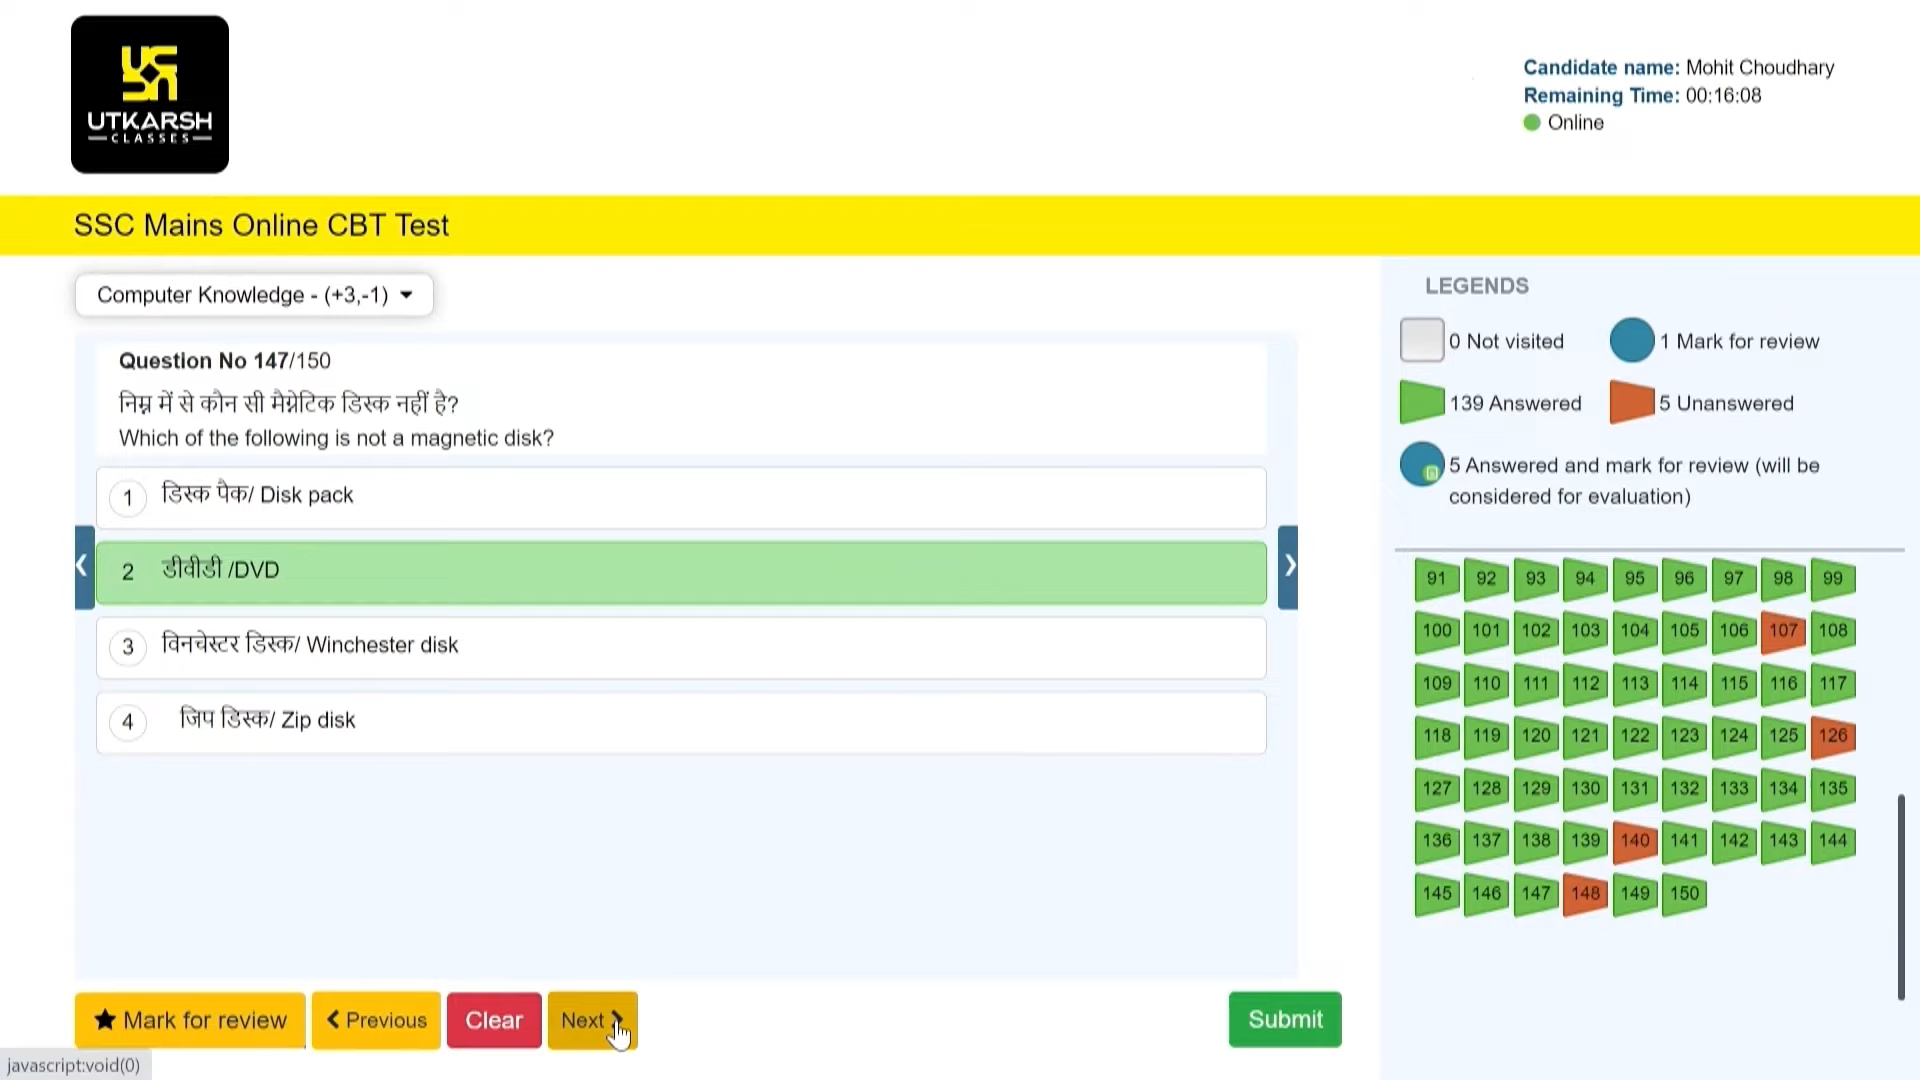 UTKARSH
CLASSES
Candidate name: Mohit Choudhary
Remaining Time: 00:16:08
Online
SSC Mains Online CBT Test
Computer Knowledge - (+3,-1)
Question No 147/150
निम्न में से कौन सी मैग्नेटिक डिस्क नहीं है?
Which of the following is not a magnetic disk?
1 डिस्क पैक/ Disk pack
2 डीवीडी /DVD
3 विनचेस्टर डिस्क/ Winchester disk
4 जिप डिस्क/ Zip disk
Mark for review Previous Clear Next Submit
javascript:void(0)
LEGENDS
0 Not visited 1 Mark for review
139 Answered 5 Unanswered
5 Answered and mark for review (will be
considered for evaluation)
91 92 93 94 95 96 97 98 99
100 101 102 103 104 105 106 107 108
109 110 111 112 113 114 115 116 117
118 119 120 121 122 123 124 125 126
127 128 129 130 131 132 133 134 135
136 137 138 139 140 141 142 143 144
145 146 147 148 149 150